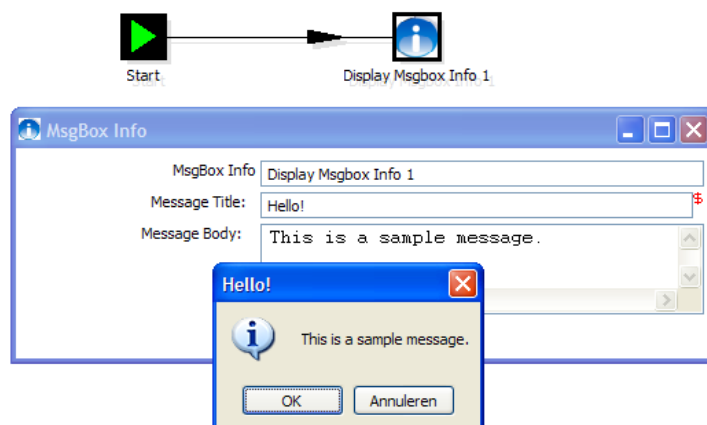 Start
Display Msgbox Info 1
MsgBox Info
MsgBox Info
Display Msgbox Info 1
Message Title:
Hello!
$
Message Body:
This is a sample message.
Hello!
This is a sample message.
OK
Annuleren